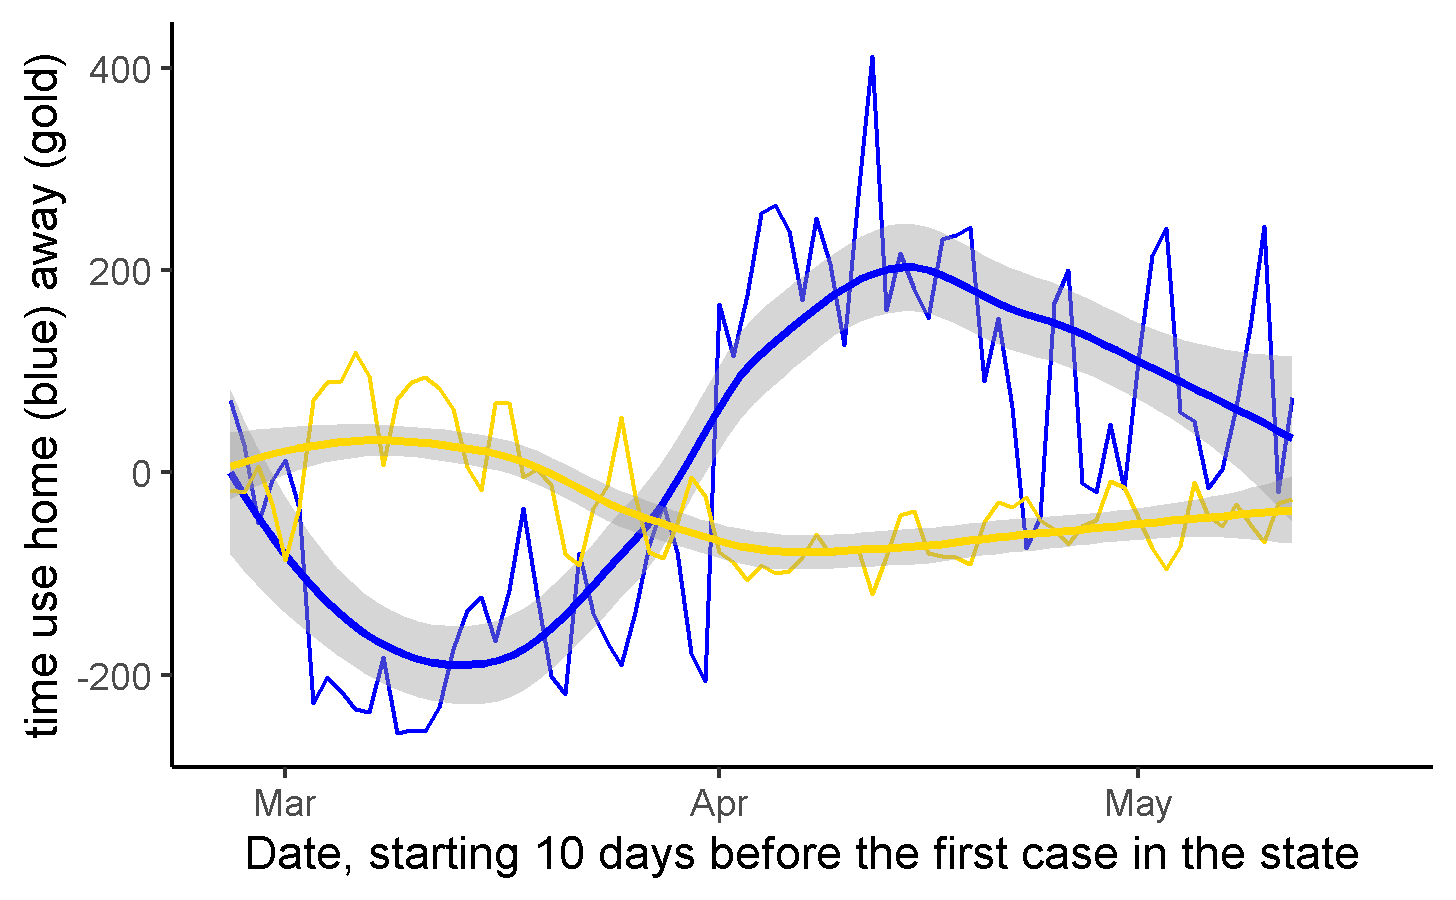 time use home (blue) away (gold)
400
200
0
-200
Mar Apr May
Date, starting 10 days before the first case in the state